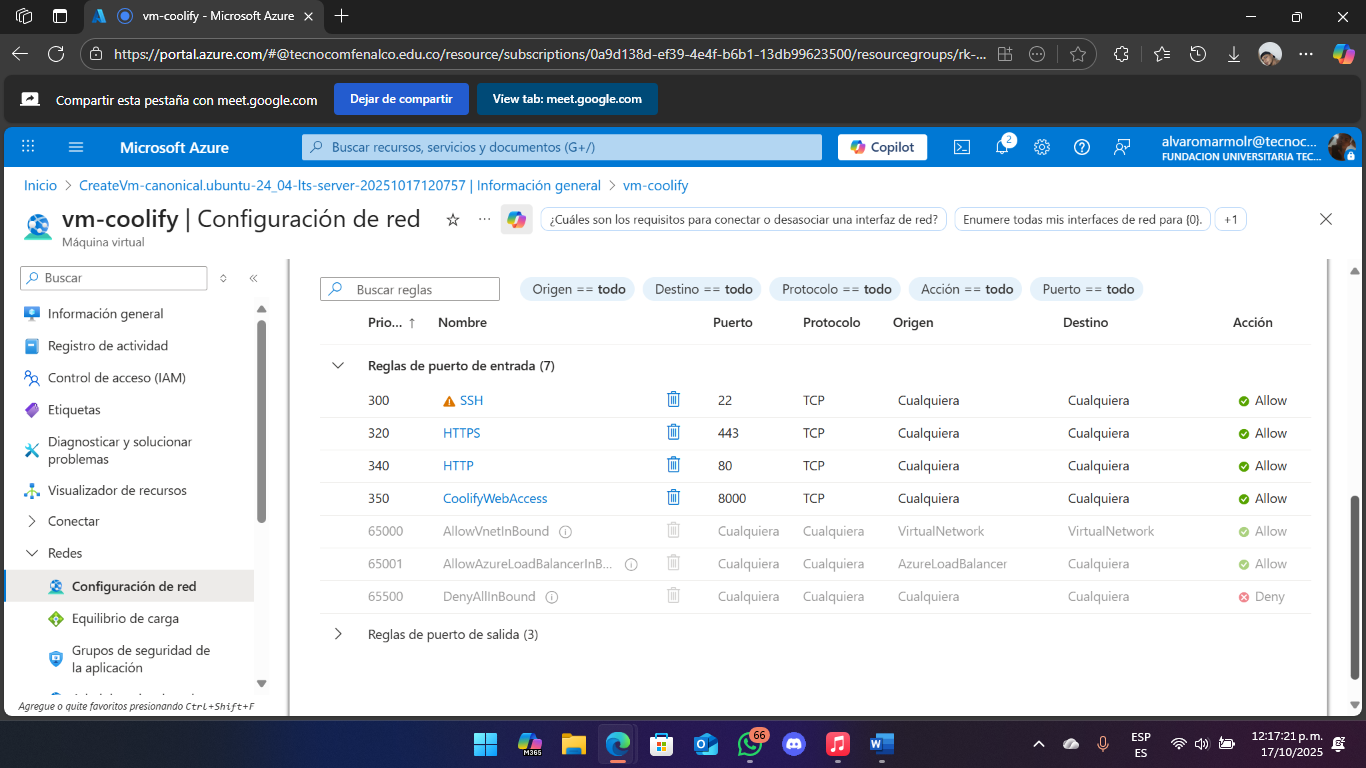 vm-coolify - Microsoft Azure
https://portal.azure.com/#@tecnocomfenalco.edu.co/resource/subscriptions/0a9d138d-ef39-4e4f-b6b1-13db99623500/resourcegroups/rk-...
Compartir esta pestaña con meet.google.com
Dejar de compartir
View tab: meet.google.com
Microsoft Azure
Buscar recursos, servicios y documentos (G+/)
Copilot
2
alvaromarmolr@tecnoc...
FUNDACION UNIVERSITARIA TEC...
Inicio > CreateVm-canonical.ubuntu-24_04-lts-server-20251017120757 | Información general > vm-coolify
vm-coolify | Configuración de red
Máquina virtual
¿Cuáles son los requisitos para conectar o desasociar una interfaz de red?
Enumere todas mis interfaces de red para {0}.
+1
Buscar
Información general
Registro de actividad
Control de acceso (IAM)
Etiquetas
Diagnosticar y solucionar
problemas
Visualizador de recursos
Conectar
Redes
Configuración de red
Equilibrio de carga
Grupos de seguridad de
la aplicación
Agregue o quite favoritos presionando Ctrl+Shift+F
Buscar reglas
Origen == todo
Destino == todo
Protocolo == todo
Acción == todo
Puerto == todo
Prio... ↑ Nombre Puerto Protocolo Origen Destino Acción
Reglas de puerto de entrada (7)
300 SSH 22 TCP Cualquiera Cualquiera Allow
320 HTTPS 443 TCP Cualquiera Cualquiera Allow
340 HTTP 80 TCP Cualquiera Cualquiera Allow
350 CoolifyWebAccess 8000 TCP Cualquiera Cualquiera Allow
65000 AllowVnetInBound Cualquiera Cualquiera VirtualNetwork VirtualNetwork Allow
65001 AllowAzureLoadBalancerInB... Cualquiera Cualquiera AzureLoadBalancer Cualquiera Allow
65500 DenyAllInBound Cualquiera Cualquiera Cualquiera Cualquiera Deny
Reglas de puerto de salida (3)
M365
66
ESP
ES
12:17:21 p. m.
17/10/2025